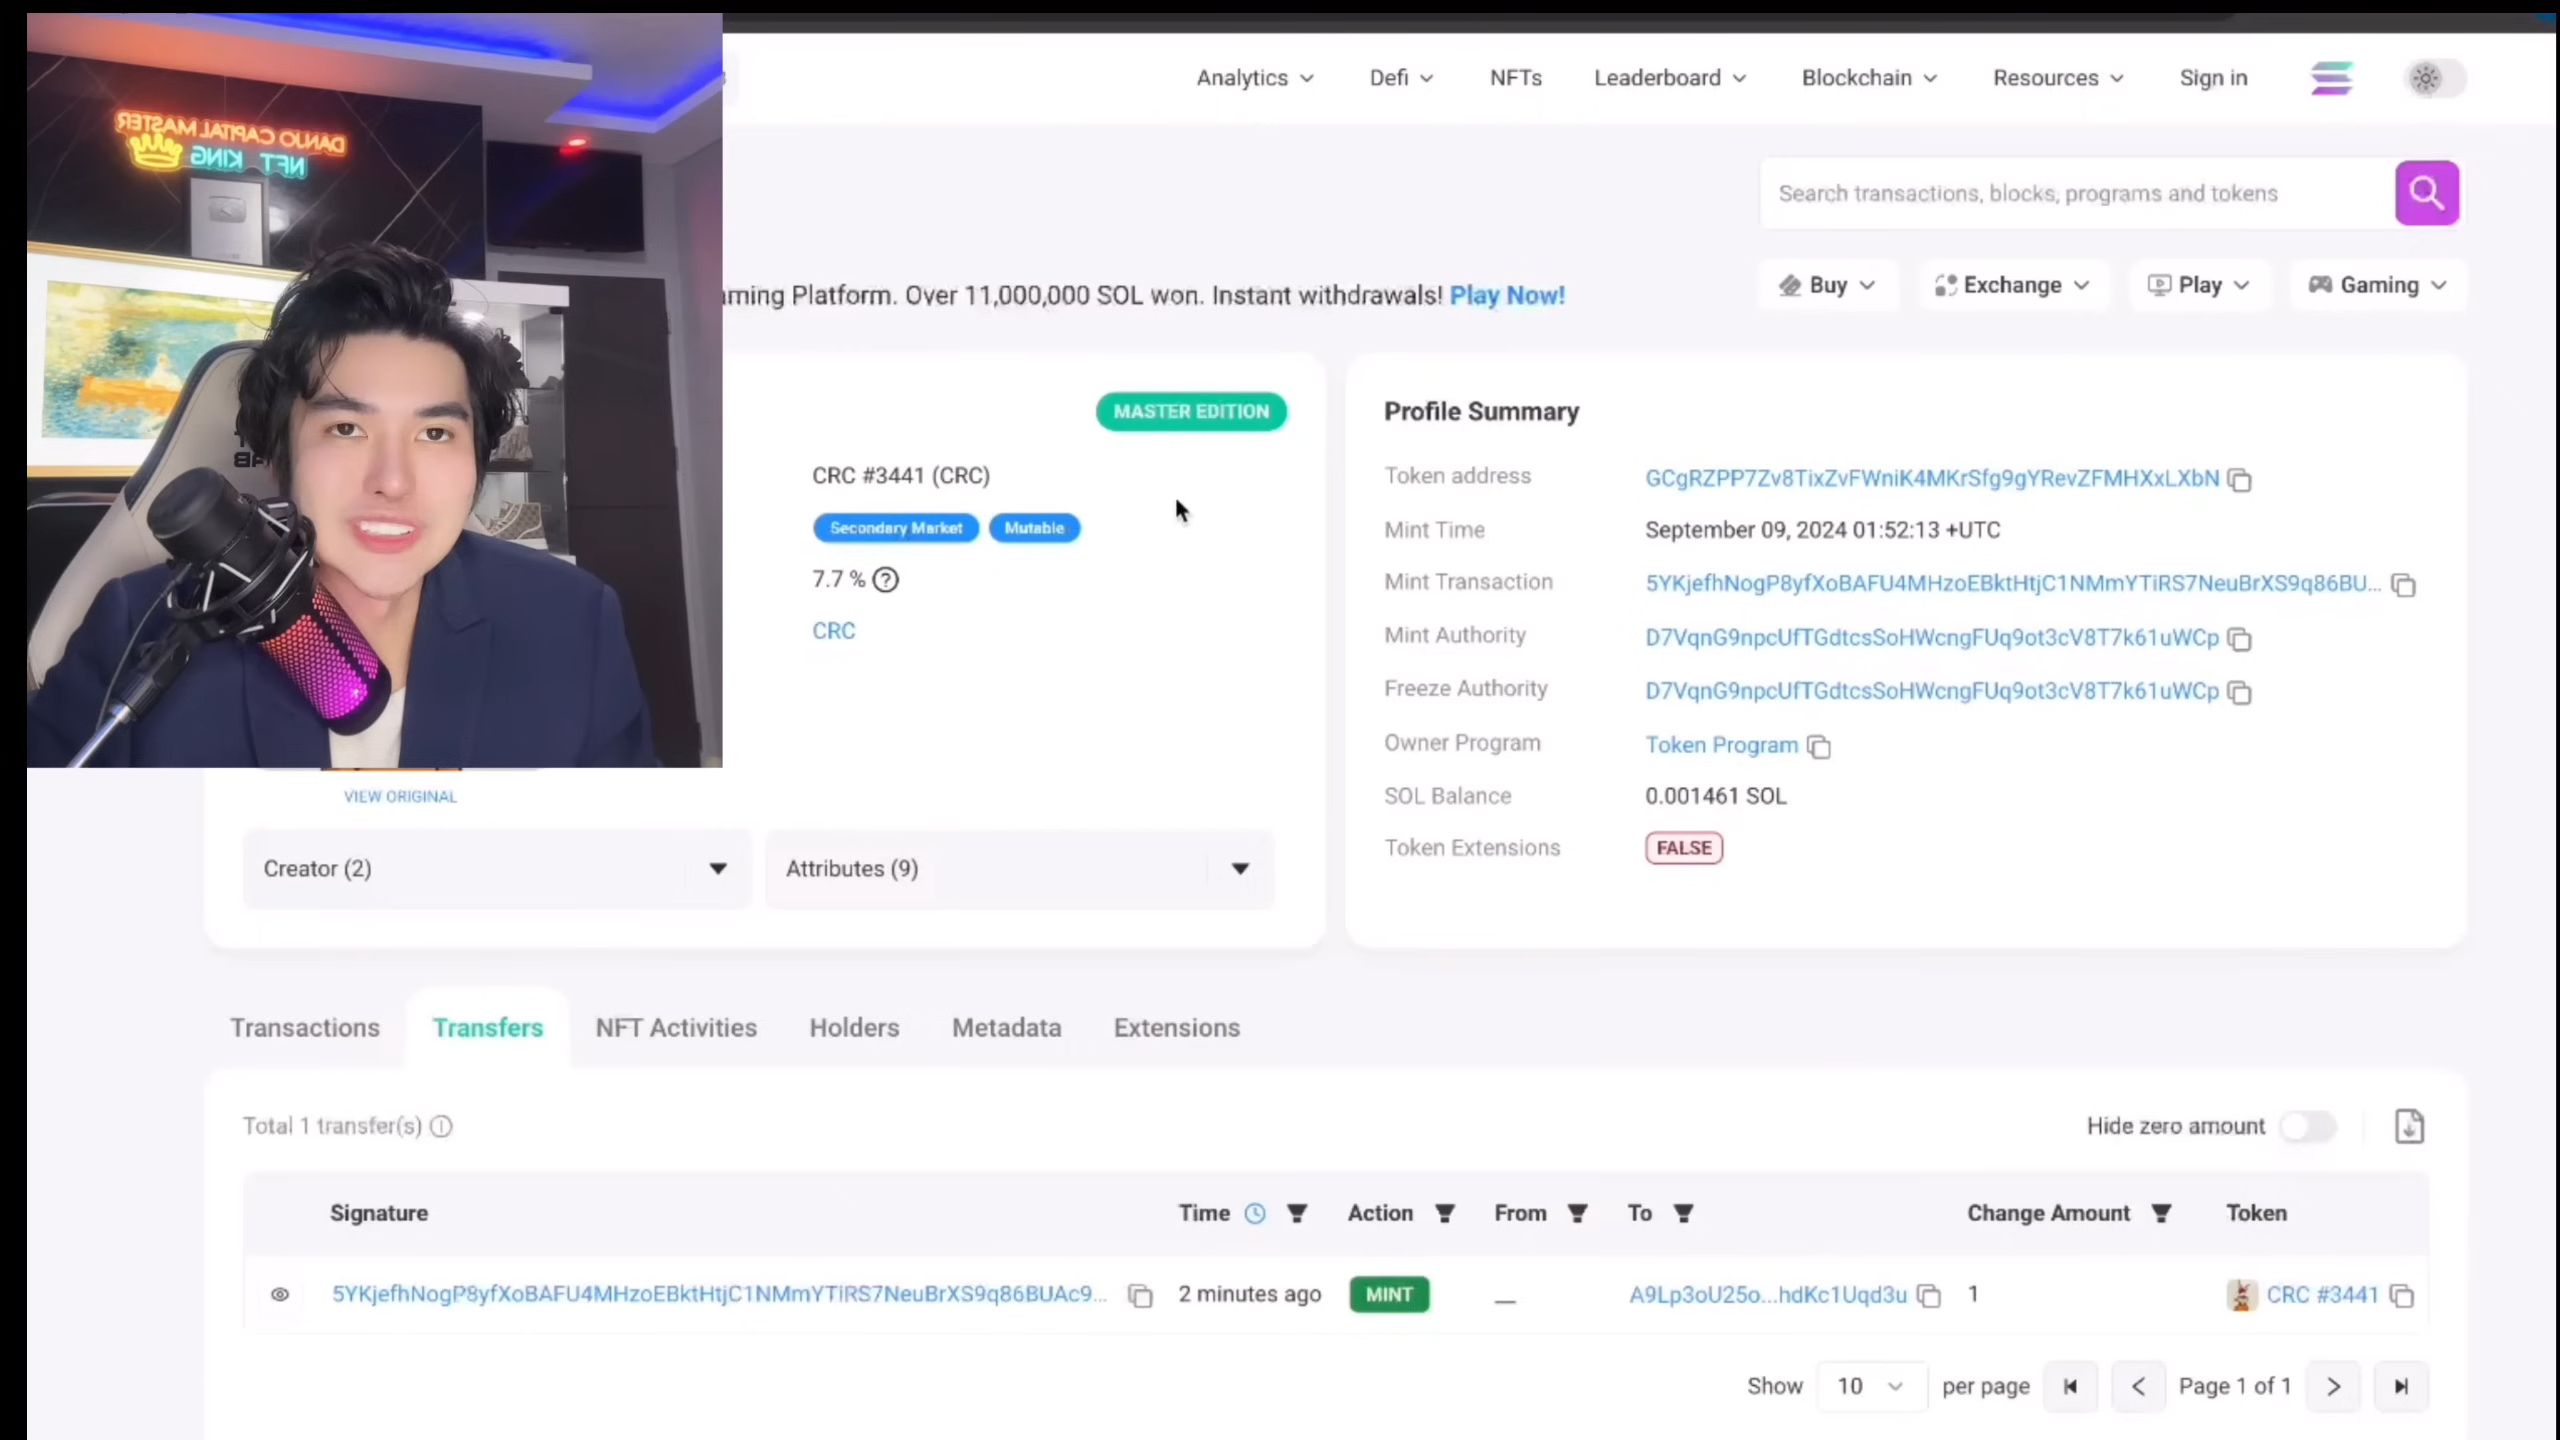 Analytics Defi NFTs Leaderboard Blockchain Resources Sign in
DANJO CAPITAL MASTER
NFT KING
Search transactions, blocks, programs and tokens
ming Platform. Over 11,000,000 SOL won. Instant withdrawals! Play Now!
Buy Exchange Play Gaming
MASTER EDITION
CRC #3441 (CRC)
Secondary Market Mutable
7.7 %
CRC
VIEW ORIGINAL
Creator (2)
Attributes (9)
Profile Summary
Token address GCgRZPP7Zv8TixZvFWniK4MKrSfg9gYRevZFMHXxLXbN
Mint Time September 09, 2024 01:52:13 +UTC
Mint Transaction 5YKjefhNogP8yfXoBAFU4MHzoEBktHtjC1NMmYTiRS7NeuBrXS9q86BU...
Mint Authority D7VqnG9npcUfTGdtcsSoHWcngFUq9ot3cV8T7k61uWCp
Freeze Authority D7VqnG9npcUfTGdtcsSoHWcngFUq9ot3cV8T7k61uWCp
Owner Program Token Program
SOL Balance 0.001461 SOL
Token Extensions FALSE
Transactions Transfers NFT Activities Holders Metadata Extensions
Total 1 transfer(s)
Hide zero amount
Signature Time Action From To Change Amount Token
5YKjefhNogP8yfXoBAFU4MHzoEBktHtjC1NMmYTiRS7NeuBrXS9q86BUAc9... 2 minutes ago MINT — A9Lp3oU25o...hdKc1Uqd3u 1 CRC #3441
Show 10 per page Page 1 of 1